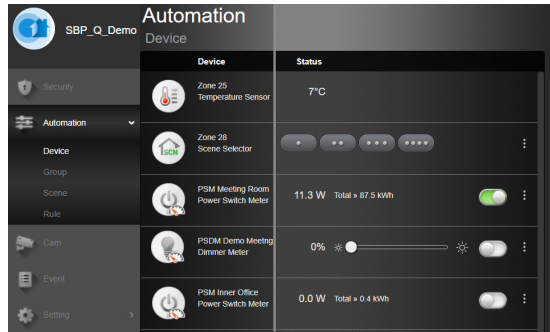 SBP_Q_Demo
Automation
Device
Device Status
Security
Automation
Device
Group
Scene
Rule
Cam
Event
Setting
Zone 25
Temperature Sensor
7°C
Zone 28
Scene Selector
SCN
PSM Meeting Room
Power Switch Meter
11.3 W Total » 87.5 kWh
PSDM Demo Meetng
Dimmer Meter
0%
PSM Inner Office
Power Switch Meter
0.0 W Total » 0.4 kWh